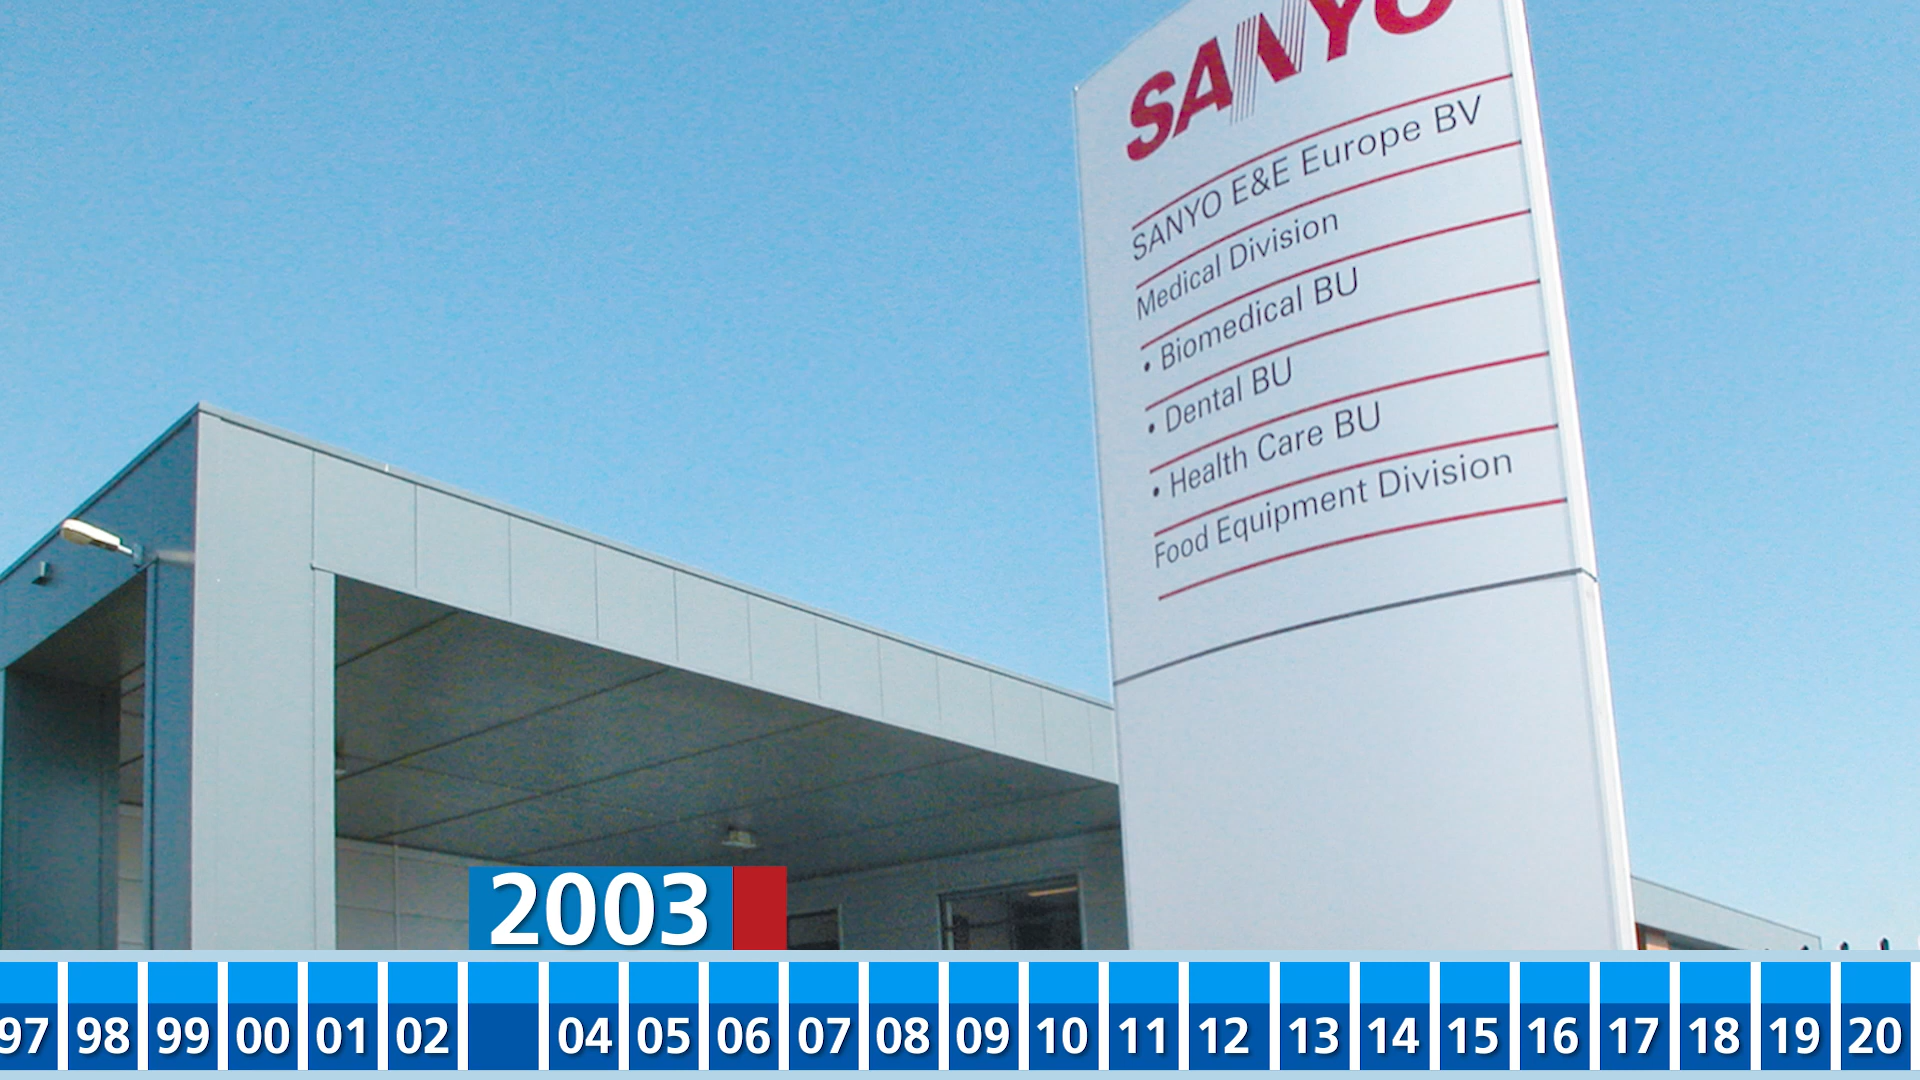 SANYO
SANYO E&E Europe BV
Medical Division
• Biomedical BU
• Dental BU
• Health Care BU
Food Equipment Division
2003
97 98 99 00 01 02 04 05 06 07 08 09 10 11 12 13 14 15 16 17 18 19 20